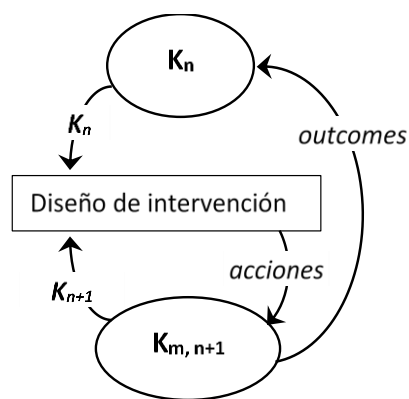 Kn
Kn
outcomes
Diseño de intervención
acciones
Kn+1
Km, n+1